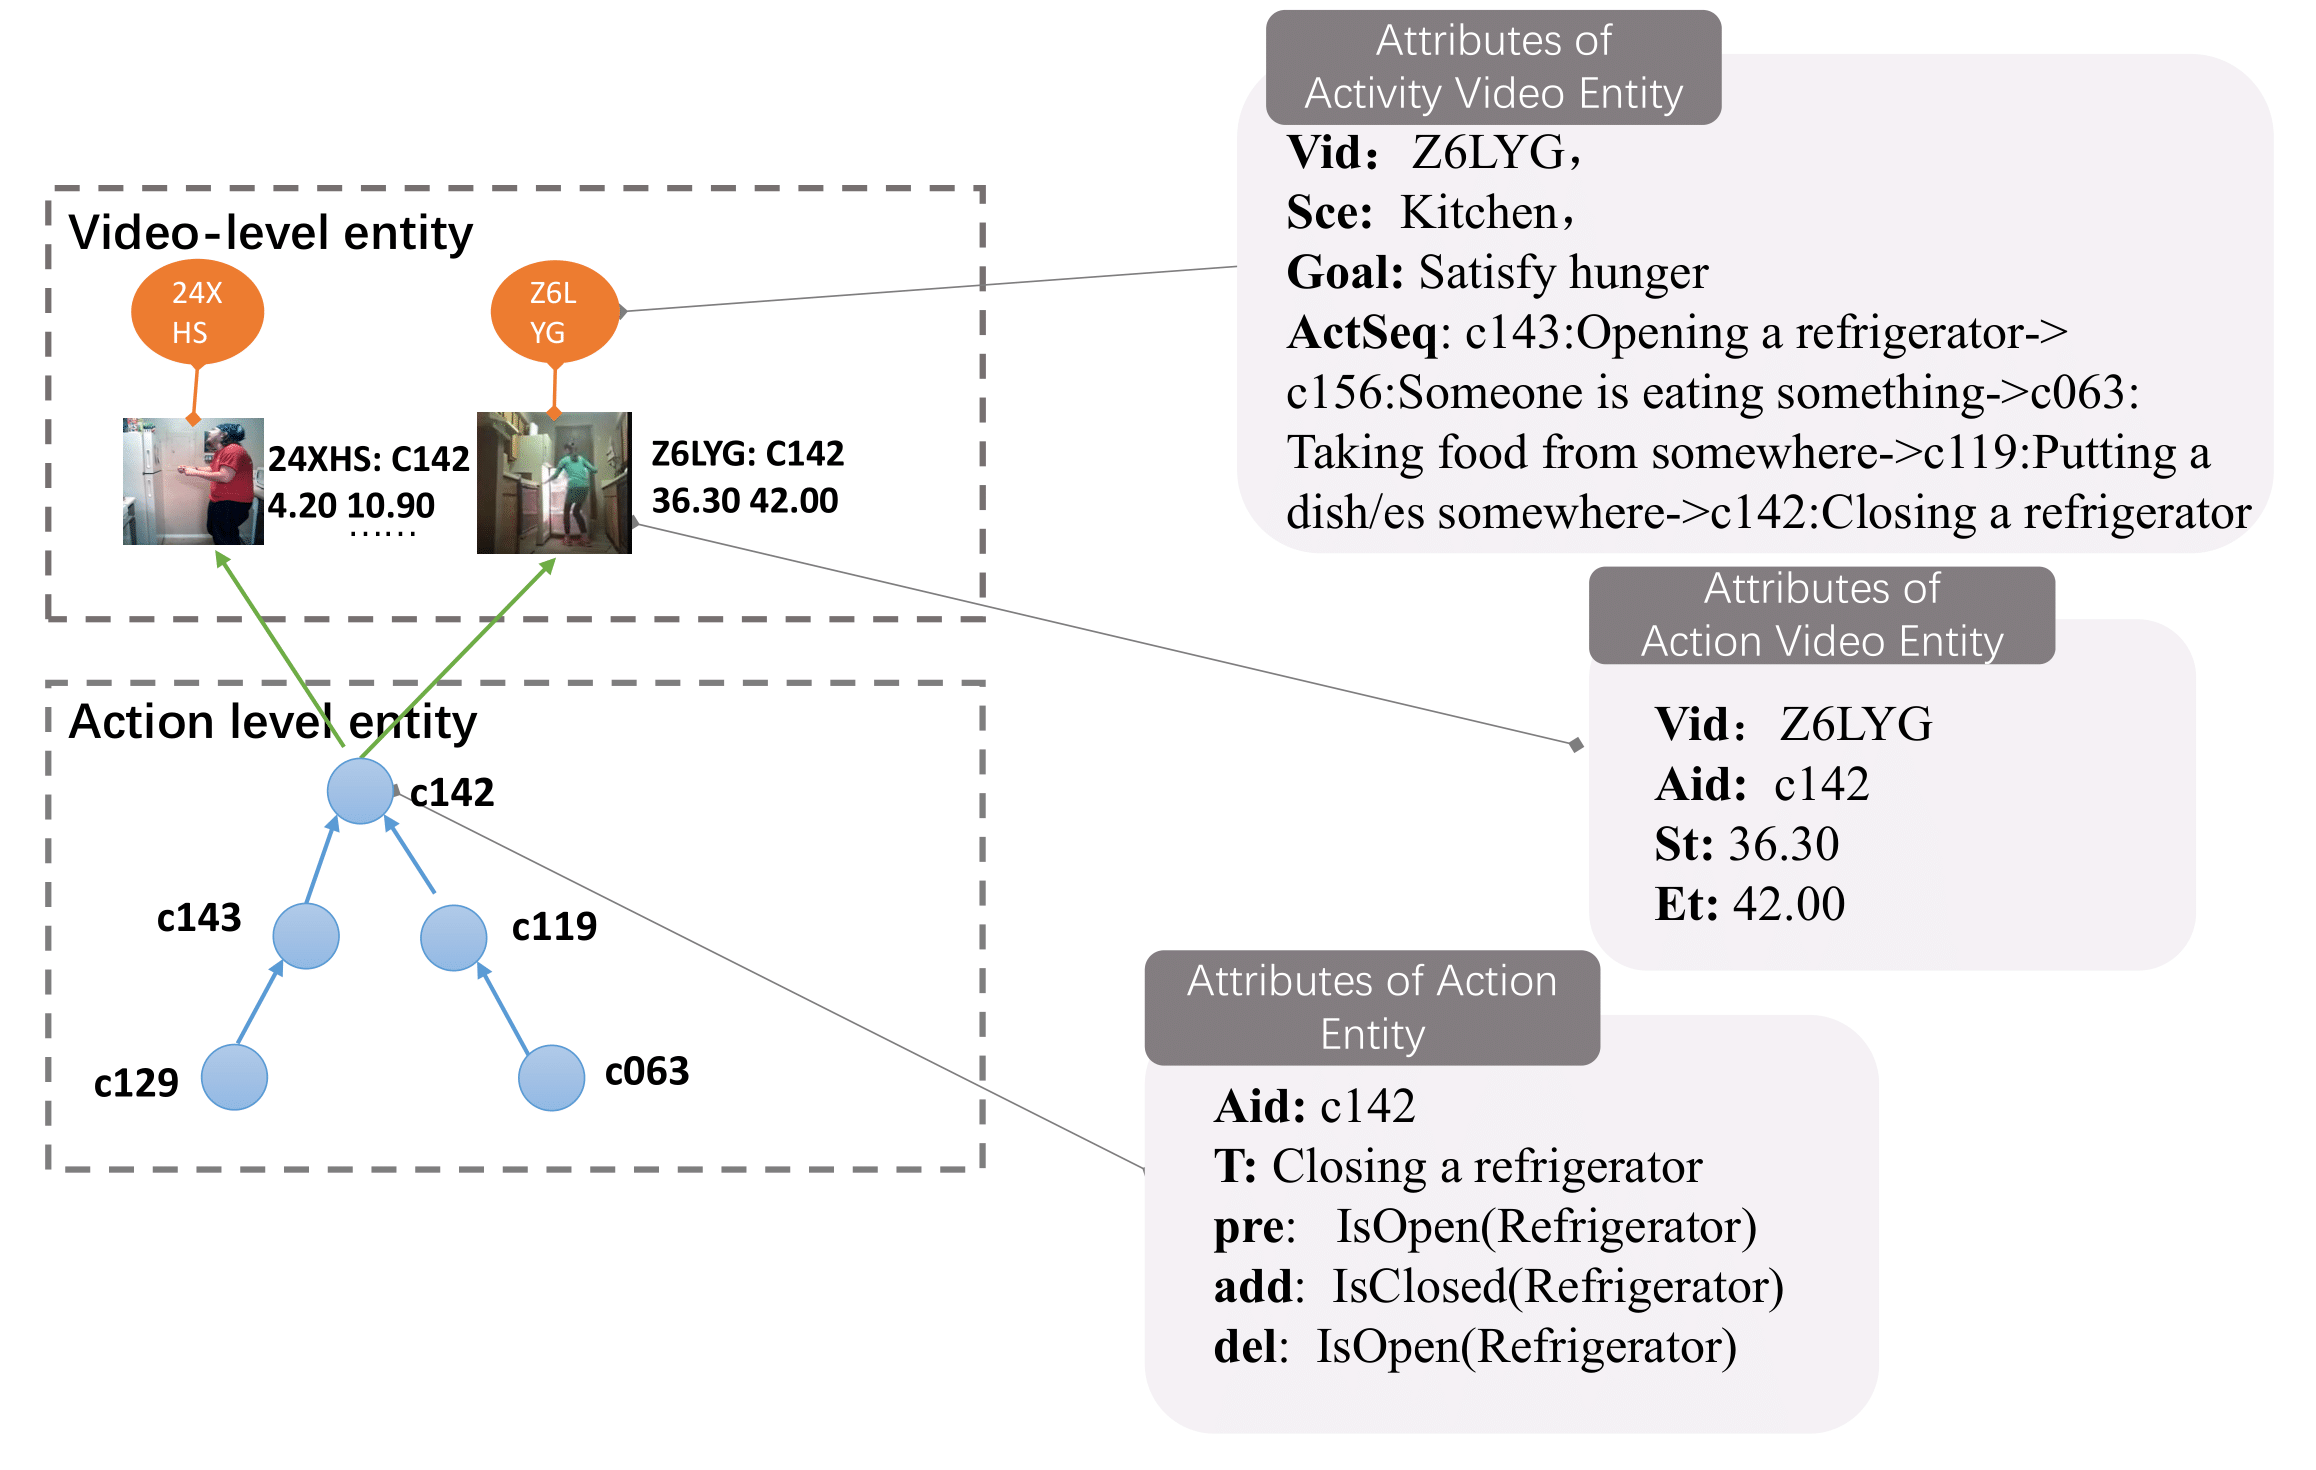 Attributes of
Activity Video Entity
Vid： Z6LYG，
Sce: Kitchen，
Goal: Satisfy hunger
ActSeq: c143:Opening a refrigerator->
c156:Someone is eating something->c063:
Taking food from somewhere->c119:Putting a
dish/es somewhere->c142:Closing a refrigerator
Video-level entity
24X
HS
Z6L
YG
24XHS: C142
4.20 10.90
……
Z6LYG: C142
36.30 42.00
Attributes of
Action Video Entity
Vid： Z6LYG
Aid: c142
St: 36.30
Et: 42.00
Action level entity
c142
c143
c119
c129
c063
Attributes of Action
Entity
Aid: c142
T: Closing a refrigerator
pre: IsOpen(Refrigerator)
add: IsClosed(Refrigerator)
del: IsOpen(Refrigerator)